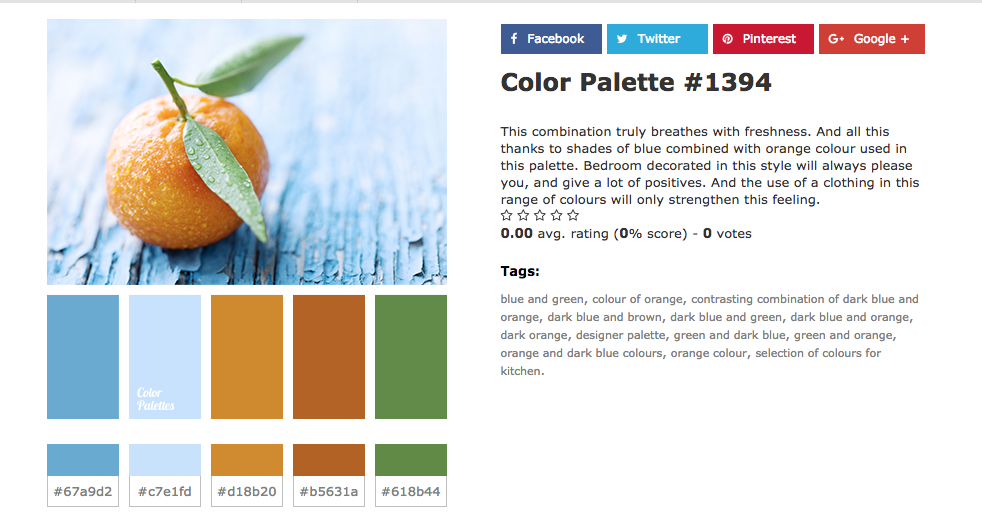 Facebook
Twitter
Pinterest
Google +
Color Palette #1394
This combination truly breathes with freshness. And all this
thanks to shades of blue combined with orange colour used in
this palette. Bedroom decorated in this style will always please
you, and give a lot of positives. And the use of a clothing in this
range of colours will only strengthen this feeling.
0.00 avg. rating (0% score) - 0 votes
Tags:
blue and green, colour of orange, contrasting combination of dark blue and
orange, dark blue and brown, dark blue and green, dark blue and orange,
dark orange, designer palette, green and dark blue, green and orange,
orange and dark blue colours, orange colour, selection of colours for
kitchen.
Color
Palettes
#67a9d2
#c7e1fd
#d18b20
#b5631a
#618b44